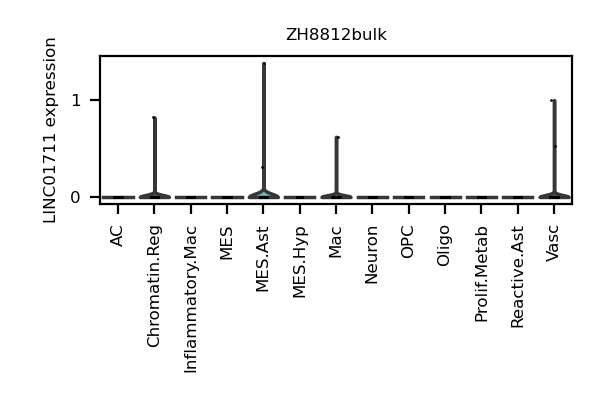 ZH8812bulk
LINC01711 expression
1
0
AC
Chromatin.Reg
Inflammatory.Mac
MES
MES.Ast
MES.Hyp
Mac
Neuron
OPC
Oligo
Prolif.Metab
Reactive.Ast
Vasc